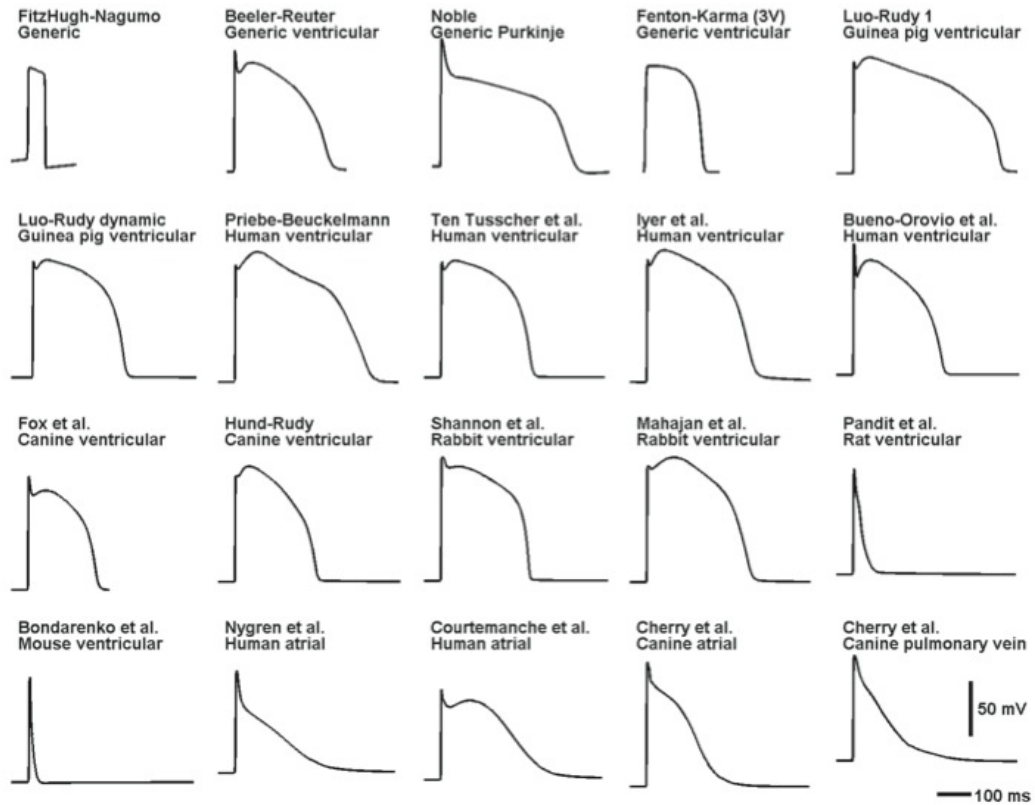 FitzHugh-Nagumo
Generic
Beeler-Reuter
Generic ventricular
Noble
Generic Purkinje
Fenton-Karma (3V)
Generic ventricular
Luo-Rudy 1
Guinea pig ventricular
Luo-Rudy dynamic
Guinea pig ventricular
Priebe-Beuckelmann
Human ventricular
Ten Tusscher et al.
Human ventricular
Iyer et al.
Human ventricular
Bueno-Orovio et al.
Human ventricular
Fox et al.
Canine ventricular
Hund-Rudy
Canine ventricular
Shannon et al.
Rabbit ventricular
Mahajan et al.
Rabbit ventricular
Pandit et al.
Rat ventricular
Bondarenko et al.
Mouse ventricular
Nygren et al.
Human atrial
Courtemanche et al.
Human atrial
Cherry et al.
Canine atrial
Cherry et al.
Canine pulmonary vein
50 mV
100 ms